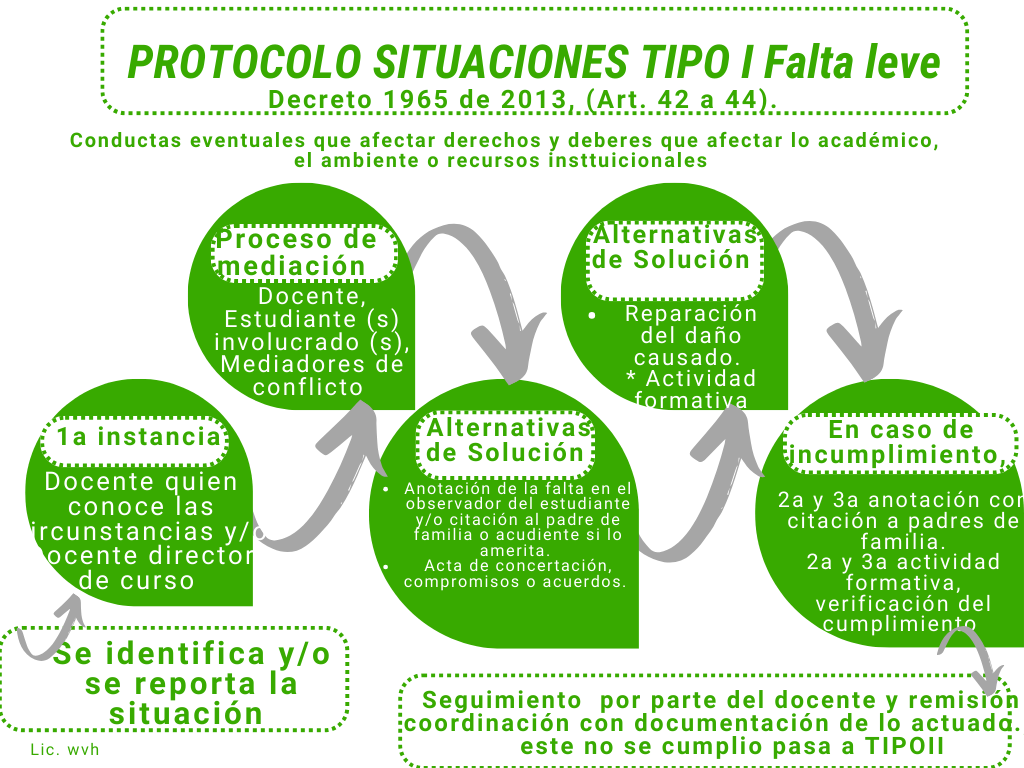 PROTOCOLO SITUACIONES TIPO I Falta leve
Decreto 1965 de 2013, (Art. 42 a 44).
Conductas eventuales que afectar derechos y deberes que afectar lo académico,
el ambiente o recursos insttuicionales
Se identifica y/o
se reporta la
situación
1a instancia
Docente quien
conoce las
ircunstancias y/o
ocente director
de curso
Proceso de
mediación
Docente,
Estudiante (s)
involucrado (s),
Mediadores de
conflicto
Alternativas
de Solución
• Anotación de la falta en el
observador del estudiante
y/o citación al padre de
familia o acudiente si lo
amerita.
• Acta de concertación,
compromisos o acuerdos.
Alternativas
de Solución
• Reparación
del daño
causado.
* Actividad
formativa
En caso de
incumplimiento,
2a y 3a anotación con
citación a padres de
familia.
2a y 3a actividad
formativa,
verificación del
cumplimiento
Seguimiento por parte del docente y remisión
coordinación con documentación de lo actuado.
este no se cumplio pasa a TIPOII
Lic. wvh